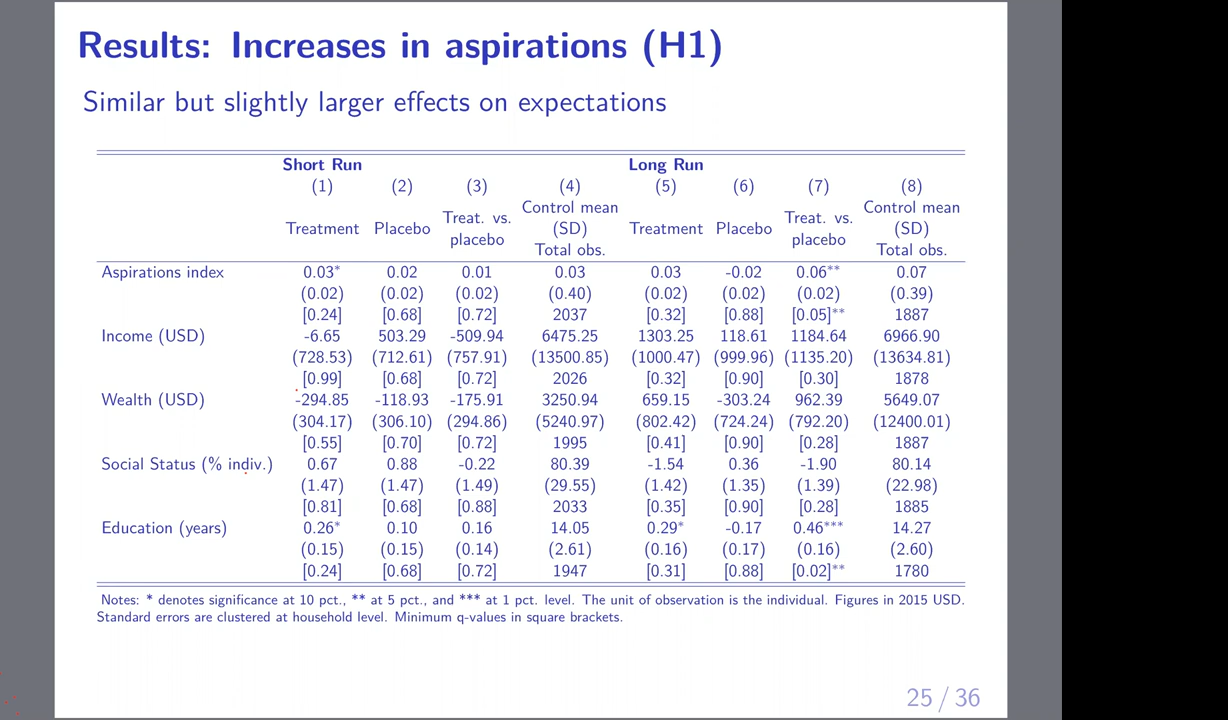 Results: Increases in aspirations (H1)
Similar but slightly larger effects on expectations
Short Run Long Run
(1) (2) (3) (4) (5) (6) (7) (8)
Treatment Placebo Treat. vs. placebo Control mean (SD) Total obs. Treatment Placebo Treat. vs. placebo Control mean (SD) Total obs.
Aspirations index 0.03* 0.02 0.01 0.03 0.03 -0.02 0.06** 0.07
(0.02) (0.02) (0.02) (0.40) (0.02) (0.02) (0.02) (0.39)
[0.24] [0.68] [0.72] 2037 [0.32] [0.88] [0.05]** 1887
Income (USD) -6.65 503.29 -509.94 6475.25 1303.25 118.61 1184.64 6966.90
(728.53) (712.61) (757.91) (13500.85) (1000.47) (999.96) (1135.20) (13634.81)
[0.99] [0.68] [0.72] 2026 [0.32] [0.90] [0.30] 1878
Wealth (USD) -294.85 -118.93 -175.91 3250.94 659.15 -303.24 962.39 5649.07
(304.17) (306.10) (294.86) (5240.97) (802.42) (724.24) (792.20) (12400.01)
[0.55] [0.70] [0.72] 1995 [0.41] [0.90] [0.28] 1887
Social Status (% indiv.) 0.67 0.88 -0.22 80.39 -1.54 0.36 -1.90 80.14
(1.47) (1.47) (1.49) (29.55) (1.42) (1.35) (1.39) (22.98)
[0.81] [0.68] [0.88] 2033 [0.35] [0.90] [0.28] 1885
Education (years) 0.26* 0.10 0.16 14.05 0.29* -0.17 0.46*** 14.27
(0.15) (0.15) (0.14) (2.61) (0.16) (0.17) (0.16) (2.60)
[0.24] [0.68] [0.72] 1947 [0.31] [0.88] [0.02]** 1780
Notes: * denotes significance at 10 pct., ** at 5 pct., and *** at 1 pct. level. The unit of observation is the individual. Figures in 2015 USD.
Standard errors are clustered at household level. Minimum q-values in square brackets.
25 / 36